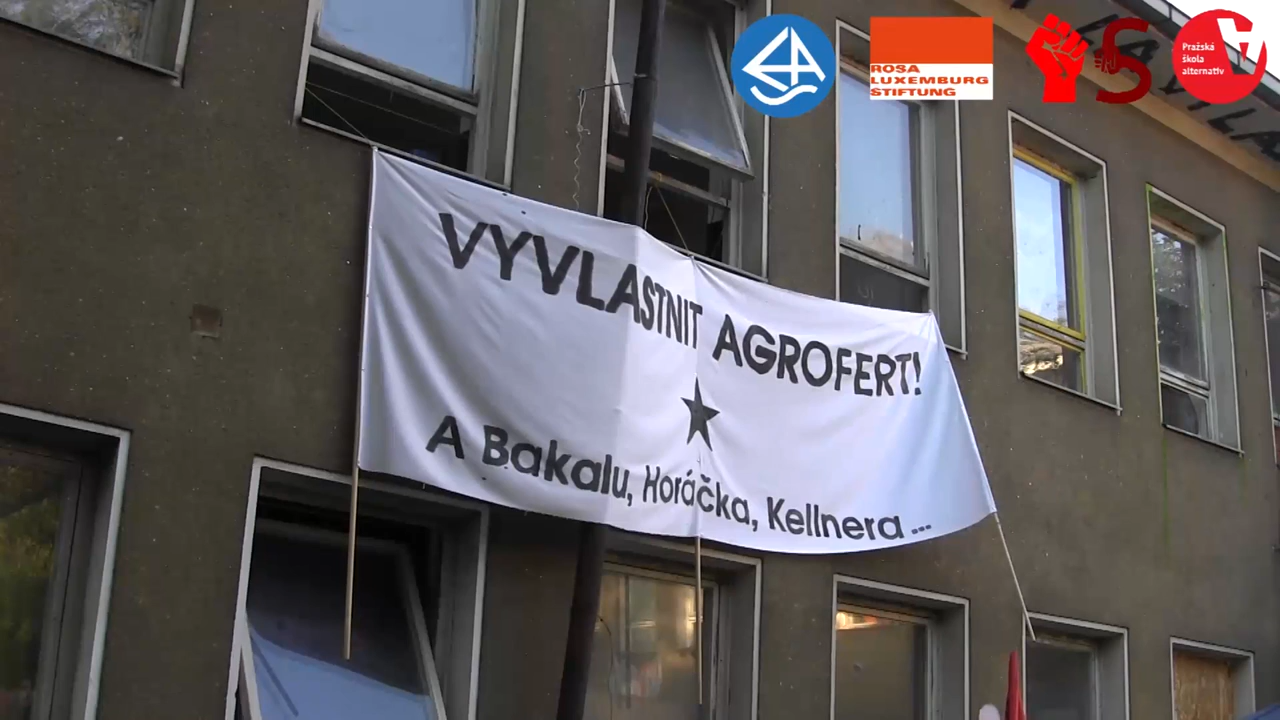 ROSA
LUXEMBURG
STIFTUNG
Pražská
škola
alternativ
VYVLASTNIT AGROFERT!
A Bakalu, Horáčka, Kellnera ...